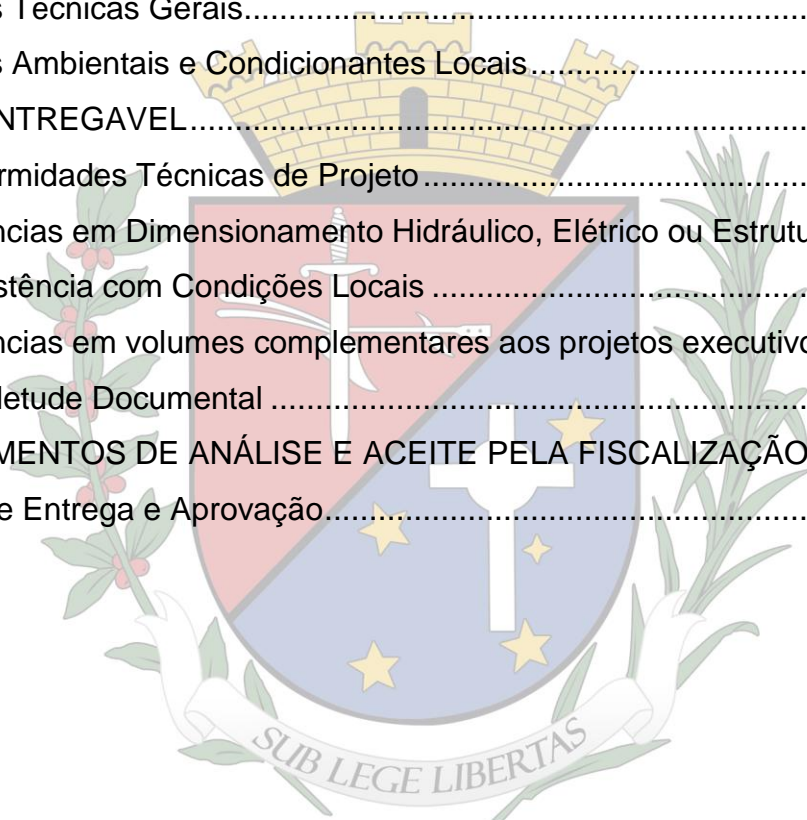 s Técnicas Gerais
s Ambientais e Condicionantes Locais
NTREGAVEL
rmidades Técnicas de Projeto
ncias em Dimensionamento Hidráulico, Elétrico ou Estrutu
stência com Condições Locais
ncias em volumes complementares aos projetos executivo
letude Documental
MENTOS DE ANÁLISE E ACEITE PELA FISCALIZAÇÃO
e Entrega e Aprovação
SUB LEGE LIBERTAS